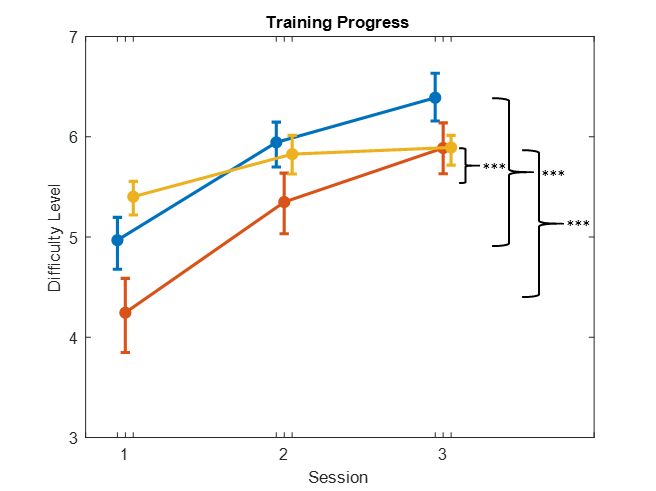 Training Progress
7
6
5
4
3
Difficulty Level
***
***
***
1 2 3
Session